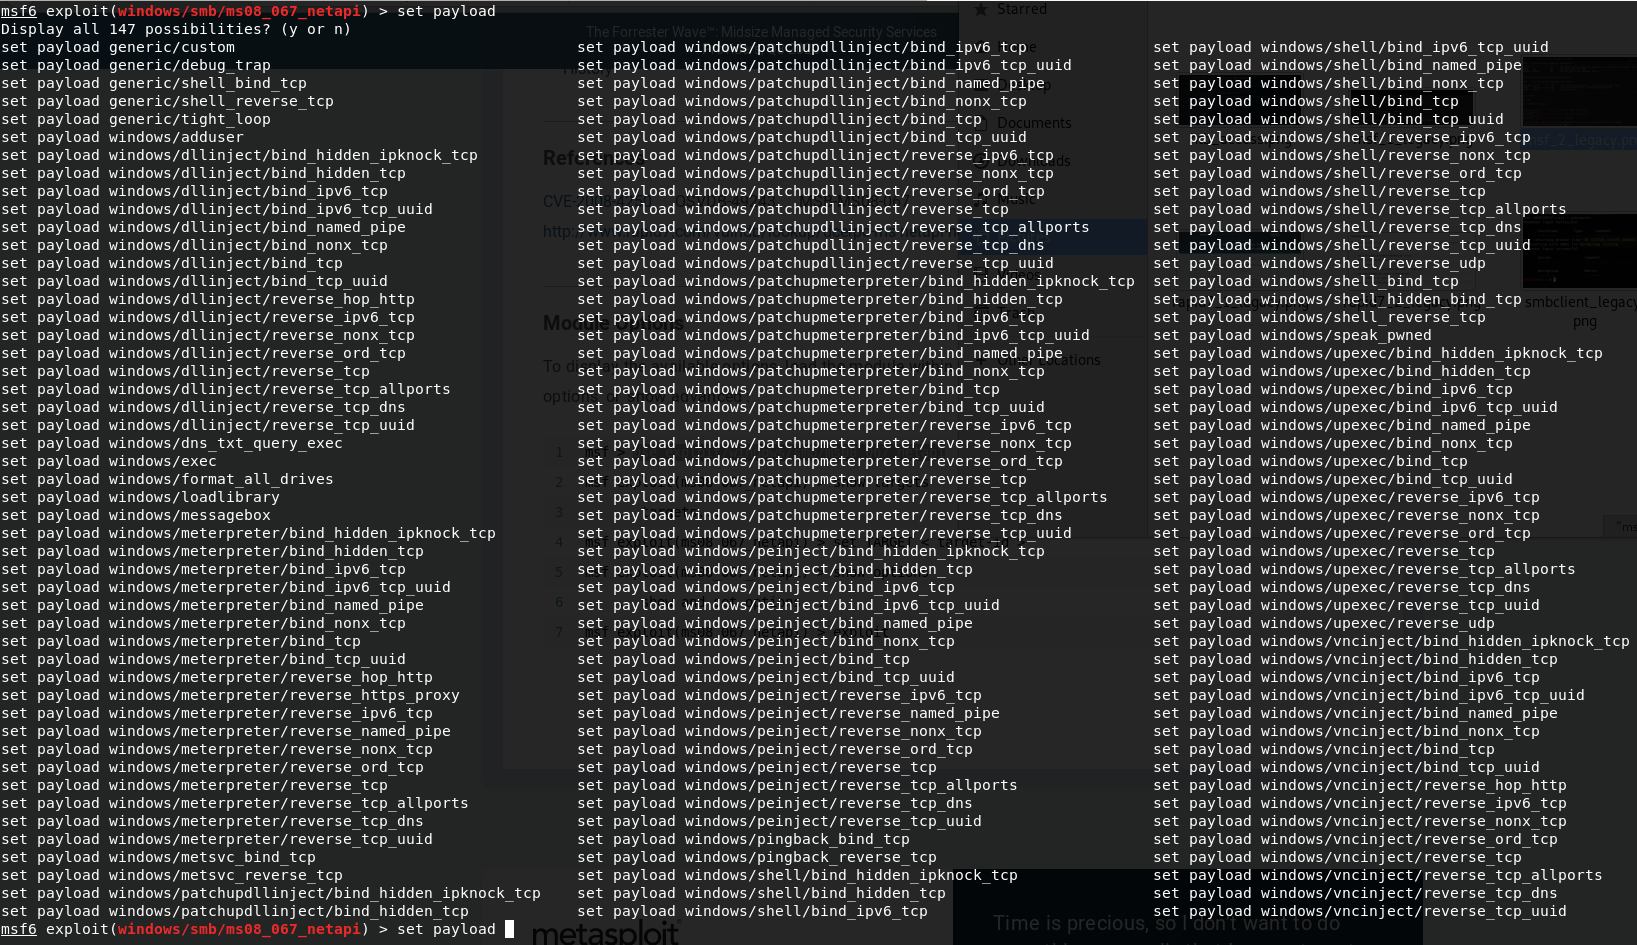 msf6 exploit(windows/smb/ms08_067_netapi) > set payload
Display all 147 possibilities? (y or n)
set payload generic/custom set payload windows/patchupdllinject/bind_ipv6_tcp set payload windows/shell/bind_ipv6_tcp_uuid
set payload generic/debug_trap set payload windows/patchupdllinject/bind_ipv6_tcp_uuid set payload windows/shell/bind_named_pipe
set payload generic/shell_bind_tcp set payload windows/patchupdllinject/bind_named_pipe set payload windows/shell/bind_nonx_tcp
set payload generic/shell_reverse_tcp set payload windows/patchupdllinject/bind_nonx_tcp set payload windows/shell/bind_tcp
set payload generic/tight_loop set payload windows/patchupdllinject/bind_tcp set payload windows/shell/bind_tcp_uuid
set payload windows/adduser set payload windows/patchupdllinject/bind_tcp_uuid set payload windows/shell/reverse_ipv6_tcp
set payload windows/dllinject/bind_hidden_ipknock_tcp set payload windows/patchupdllinject/reverse_ipv6_tcp set payload windows/shell/reverse_nonx_tcp
set payload windows/dllinject/bind_hidden_tcp set payload windows/patchupdllinject/reverse_nonx_tcp set payload windows/shell/reverse_ord_tcp
set payload windows/dllinject/bind_ipv6_tcp set payload windows/patchupdllinject/reverse_ord_tcp set payload windows/shell/reverse_tcp
set payload windows/dllinject/bind_ipv6_tcp_uuid set payload windows/patchupdllinject/reverse_tcp set payload windows/shell/reverse_tcp_allports
set payload windows/dllinject/bind_named_pipe set payload windows/patchupdllinject/reverse_tcp_allports set payload windows/shell/reverse_tcp_dns
set payload windows/dllinject/bind_nonx_tcp set payload windows/patchupdllinject/reverse_tcp_dns set payload windows/shell/reverse_tcp_uuid
set payload windows/dllinject/bind_tcp set payload windows/patchupdllinject/reverse_tcp_uuid set payload windows/shell/reverse_udp
set payload windows/dllinject/bind_tcp_uuid set payload windows/patchupmeterpreter/bind_hidden_ipknock_tcp set payload windows/shell_bind_tcp
set payload windows/dllinject/reverse_hop_http set payload windows/patchupmeterpreter/bind_hidden_tcp set payload windows/shell_hidden_bind_tcp
set payload windows/dllinject/reverse_ipv6_tcp set payload windows/patchupmeterpreter/bind_ipv6_tcp set payload windows/shell_reverse_tcp
set payload windows/dllinject/reverse_nonx_tcp set payload windows/patchupmeterpreter/bind_ipv6_tcp_uuid set payload windows/speak_pwned
set payload windows/dllinject/reverse_ord_tcp set payload windows/patchupmeterpreter/bind_named_pipe set payload windows/upexec/bind_hidden_ipknock_tcp
set payload windows/dllinject/reverse_tcp set payload windows/patchupmeterpreter/bind_nonx_tcp set payload windows/upexec/bind_hidden_tcp
set payload windows/dllinject/reverse_tcp_allports set payload windows/patchupmeterpreter/bind_tcp set payload windows/upexec/bind_ipv6_tcp
set payload windows/dllinject/reverse_tcp_dns set payload windows/patchupmeterpreter/bind_tcp_uuid set payload windows/upexec/bind_ipv6_tcp_uuid
set payload windows/dllinject/reverse_tcp_uuid set payload windows/patchupmeterpreter/reverse_ipv6_tcp set payload windows/upexec/bind_named_pipe
set payload windows/dns_txt_query_exec set payload windows/patchupmeterpreter/reverse_nonx_tcp set payload windows/upexec/bind_nonx_tcp
set payload windows/exec set payload windows/patchupmeterpreter/reverse_ord_tcp set payload windows/upexec/bind_tcp
set payload windows/format_all_drives set payload windows/patchupmeterpreter/reverse_tcp set payload windows/upexec/bind_tcp_uuid
set payload windows/loadlibrary set payload windows/patchupmeterpreter/reverse_tcp_allports set payload windows/upexec/reverse_ipv6_tcp
set payload windows/messagebox set payload windows/patchupmeterpreter/reverse_tcp_dns set payload windows/upexec/reverse_nonx_tcp
set payload windows/meterpreter/bind_hidden_ipknock_tcp set payload windows/patchupmeterpreter/reverse_tcp_uuid set payload windows/upexec/reverse_ord_tcp
set payload windows/meterpreter/bind_hidden_tcp set payload windows/peinject/bind_hidden_ipknock_tcp set payload windows/upexec/reverse_tcp
set payload windows/meterpreter/bind_ipv6_tcp set payload windows/peinject/bind_hidden_tcp set payload windows/upexec/reverse_tcp_allports
set payload windows/meterpreter/bind_ipv6_tcp_uuid set payload windows/peinject/bind_ipv6_tcp set payload windows/upexec/reverse_tcp_dns
set payload windows/meterpreter/bind_named_pipe set payload windows/peinject/bind_ipv6_tcp_uuid set payload windows/upexec/reverse_tcp_uuid
set payload windows/meterpreter/bind_nonx_tcp set payload windows/peinject/bind_named_pipe set payload windows/upexec/reverse_udp
set payload windows/meterpreter/bind_tcp set payload windows/peinject/bind_nonx_tcp set payload windows/vncinject/bind_hidden_ipknock_tcp
set payload windows/meterpreter/bind_tcp_uuid set payload windows/peinject/bind_tcp set payload windows/vncinject/bind_hidden_tcp
set payload windows/meterpreter/reverse_hop_http set payload windows/peinject/bind_tcp_uuid set payload windows/vncinject/bind_ipv6_tcp
set payload windows/meterpreter/reverse_https_proxy set payload windows/peinject/reverse_ipv6_tcp set payload windows/vncinject/bind_ipv6_tcp_uuid
set payload windows/meterpreter/reverse_ipv6_tcp set payload windows/peinject/reverse_named_pipe set payload windows/vncinject/bind_named_pipe
set payload windows/meterpreter/reverse_named_pipe set payload windows/peinject/reverse_nonx_tcp set payload windows/vncinject/bind_nonx_tcp
set payload windows/meterpreter/reverse_nonx_tcp set payload windows/peinject/reverse_ord_tcp set payload windows/vncinject/bind_tcp
set payload windows/meterpreter/reverse_ord_tcp set payload windows/peinject/reverse_tcp set payload windows/vncinject/bind_tcp_uuid
set payload windows/meterpreter/reverse_tcp set payload windows/peinject/reverse_tcp_allports set payload windows/vncinject/reverse_hop_http
set payload windows/meterpreter/reverse_tcp_allports set payload windows/peinject/reverse_tcp_dns set payload windows/vncinject/reverse_ipv6_tcp
set payload windows/meterpreter/reverse_tcp_dns set payload windows/peinject/reverse_tcp_uuid set payload windows/vncinject/reverse_nonx_tcp
set payload windows/meterpreter/reverse_tcp_uuid set payload windows/pingback_bind_tcp set payload windows/vncinject/reverse_ord_tcp
set payload windows/metsvc_bind_tcp set payload windows/pingback_reverse_tcp set payload windows/vncinject/reverse_tcp
set payload windows/metsvc_reverse_tcp set payload windows/shell/bind_hidden_ipknock_tcp set payload windows/vncinject/reverse_tcp_allports
set payload windows/patchupdllinject/bind_hidden_ipknock_tcp set payload windows/shell/bind_hidden_tcp set payload windows/vncinject/reverse_tcp_dns
set payload windows/patchupdllinject/bind_hidden_tcp set payload windows/shell/bind_ipv6_tcp set payload windows/vncinject/reverse_tcp_uuid
msf6 exploit(windows/smb/ms08_067_netapi) > set payload
The Forrester Wave™: Midsize Managed Security Services
Starred
Documents
smbclient_legacy.
png
metasploit
Time is precious, so I don't want to do